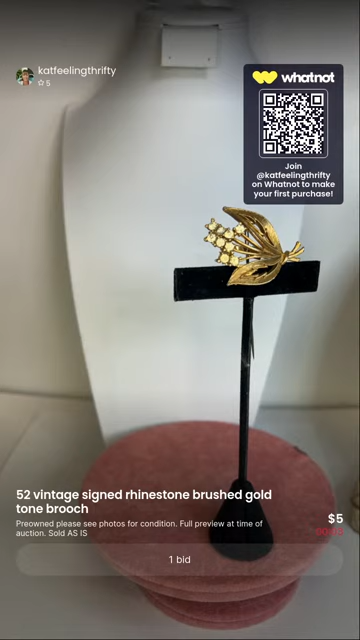 katfeelingthrifty
☆5
whatnot
Join
@katfeelingthrifty
on Whatnot to make
your first purchase!
52 vintage signed rhinestone brushed gold
tone brooch
Preowned please see photos for condition. Full preview at time of
auction. Sold AS IS
$5
1 bid